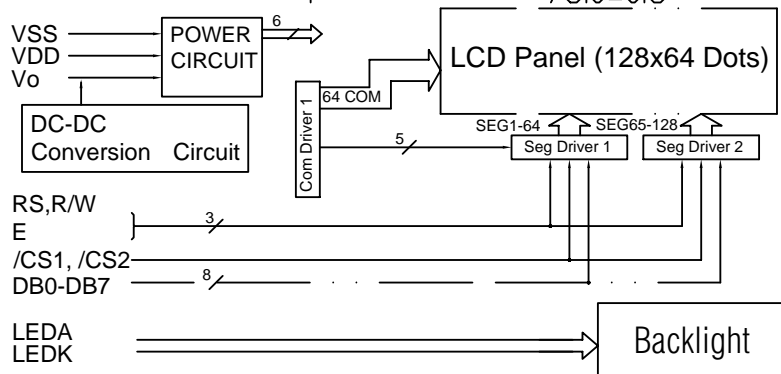 VSS
VDD
Vo
POWER
CIRCUIT
6
DC-DC
Conversion Circuit
LCD Panel (128x64 Dots)
64 COM
Com Driver 1
SEG1-64
SEG65-128
5
Seg Driver 1
Seg Driver 2
RS,R/W
E
3
/CS1, /CS2
DB0-DB7
8
LEDA
LEDK
Backlight